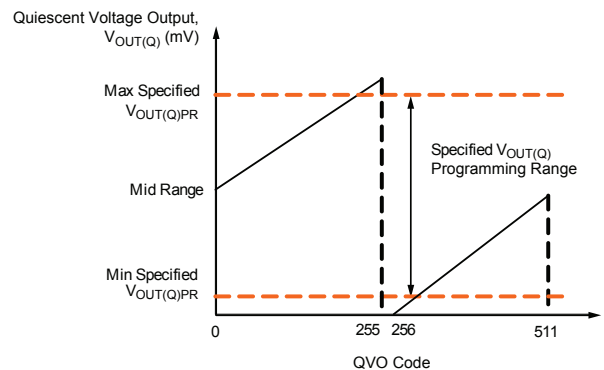 Quiescent Voltage Output,
VOUT(Q) (mV)
Max Specified
VOUT(Q)PR
Specified VOUT(Q)
Programming Range
Mid Range
Min Specified
VOUT(Q)PR
0
255
256
511
QVO Code